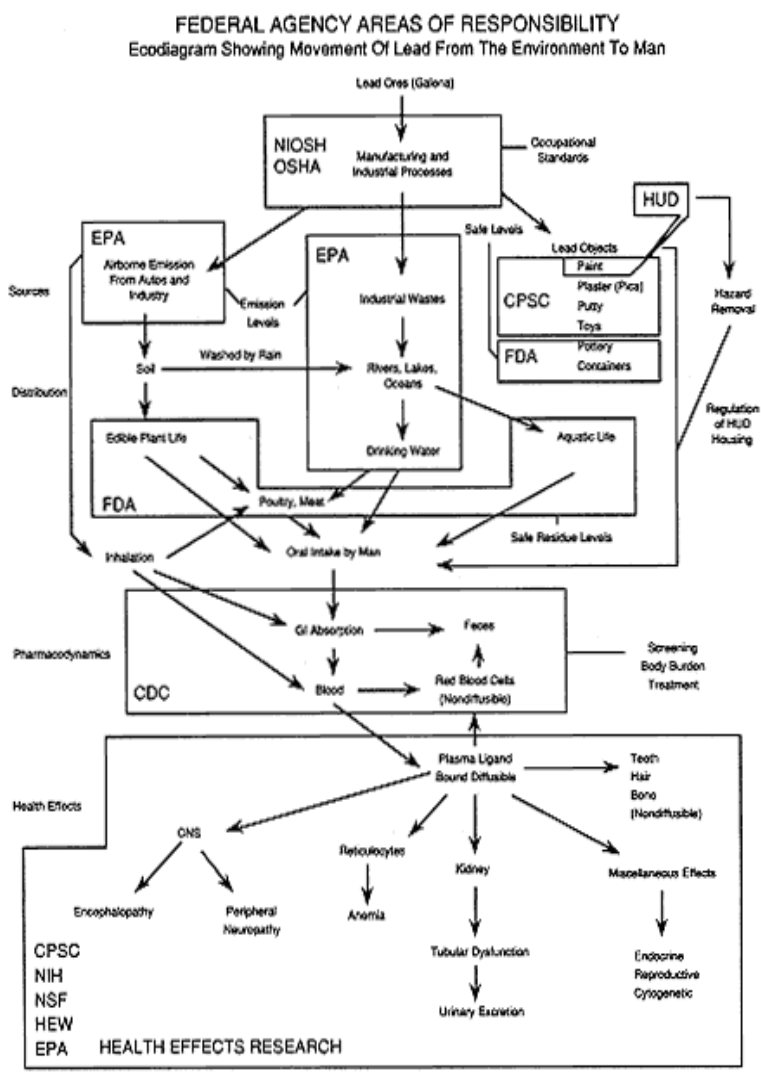 FEDERAL AGENCY AREAS OF RESPONSIBILITY
Ecodiagram Showing Movement Of Lead From The Environment To Man
Lead Ores (Galena)
NIOSH
OSHA
Manufacturing and
Industrial Processes
Occupational
Standards
HUD
EPA
Airborne Emission
From Autos and
Industry
Sources
Emission
Levels
EPA
Industrial Wastes
Safe Levels
Lead Objects
Paint
CPSC
Plaster (Pica)
Putty
Toys
FDA
Pottery
Containers
Hazard
Removal
Soil
Washed by Rain
Rivers, Lakes,
Oceans
Distribution
Regulation
of HUD
Housing
Edible Plant Life
Drinking Water
Aquatic Life
FDA
Poultry, Meat
Safe Residue Levels
Inhalation
Oral Intake by Man
GI Absorption
Feces
Pharmacodynamics
Screening
Body Burden
Treatment
CDC
Blood
Red Blood Cells
(Nondiffusible)
Plasma Ligand
Bound Diffusible
Teeth
Hair
Bone
(Nondiffusible)
Health Effects
CNS
Reticulocytes
Kidney
Miscellaneous Effects
Encephalopathy
Peripheral
Neuropathy
Anemia
Tubular Dysfunction
Endocrine
Reproductive
Cytogenetic
Urinary Excretion
CPSC
NIH
NSF
HEW
EPA
HEALTH EFFECTS RESEARCH